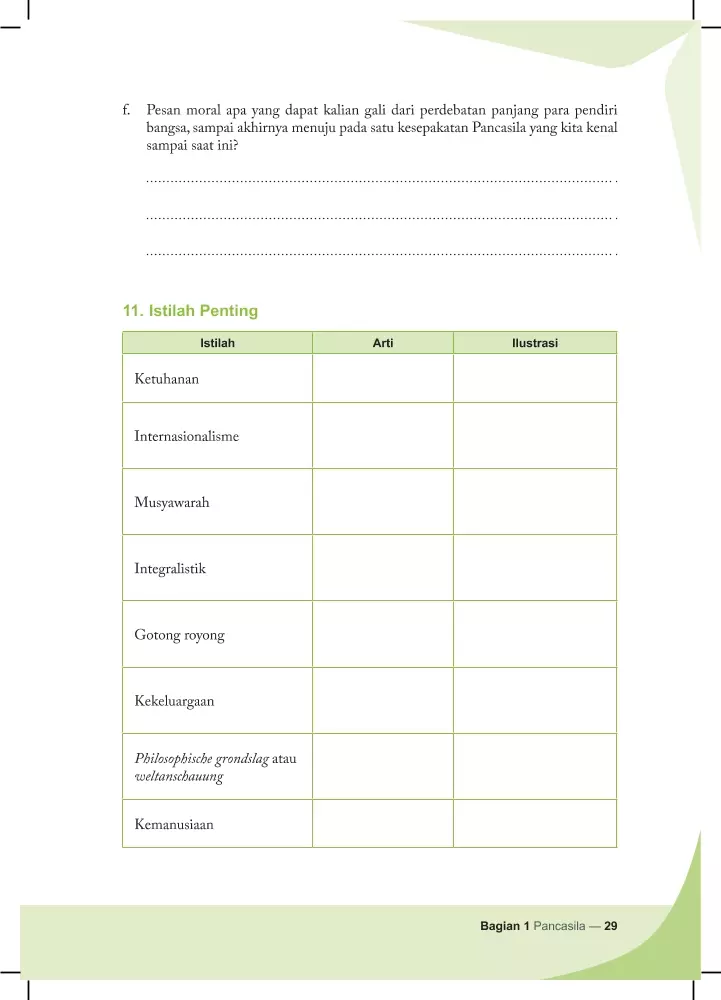 f. Pesan moral apa yang dapat kalian gali dari perdebatan panjang para pendiri
bangsa, sampai akhirnya menuju pada satu kesepakatan Pancasila yang kita kenal
sampai saat ini?
11. Istilah Penting
Istilah Arti Ilustrasi
Ketuhanan
Internasionalisme
Musyawarah
Integralistik
Gotong royong
Kekeluargaan
Philosophische grondslag atau
weltanschauung
Kemanusiaan
Bagian 1 Pancasila — 29